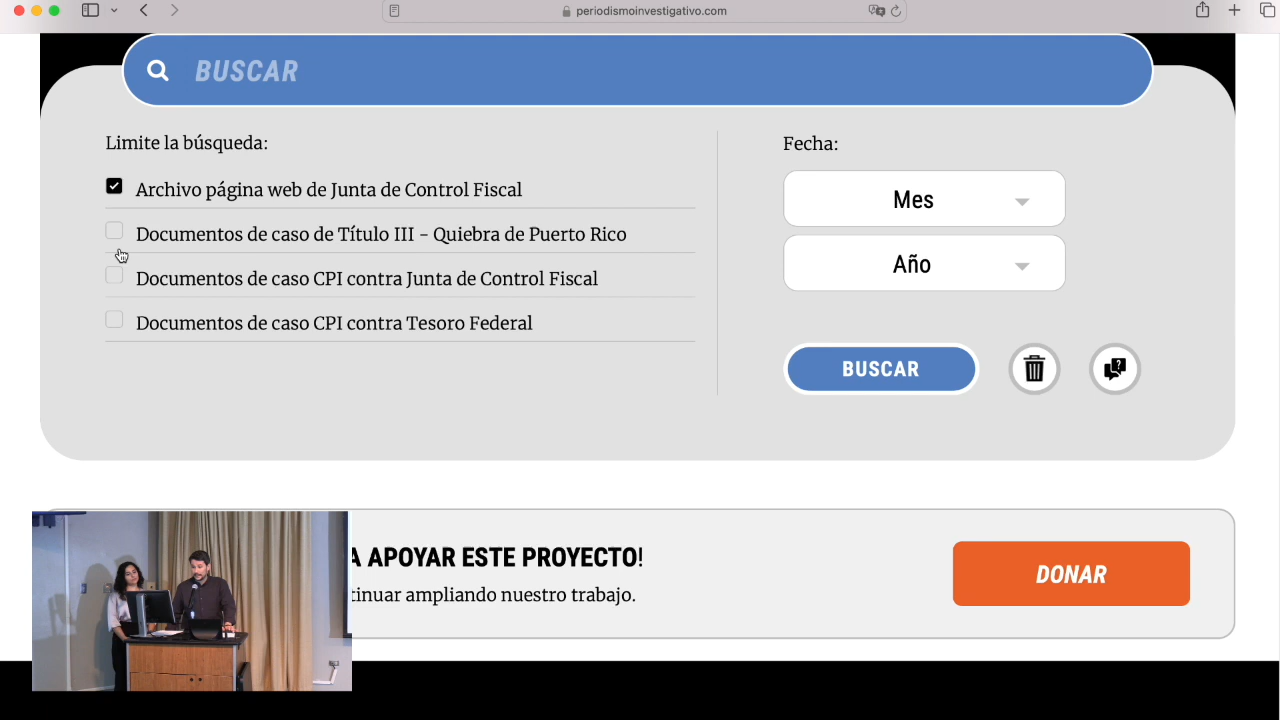 periodismoinvestigativo.com
BUSCAR
Limite la búsqueda:
Archivo página web de Junta de Control Fiscal
Documentos de caso de Título III - Quiebra de Puerto Rico
Documentos de caso CPI contra Junta de Control Fiscal
Documentos de caso CPI contra Tesoro Federal
Fecha:
Mes
Año
BUSCAR
?
A APOYAR ESTE PROYECTO!
tinuar ampliando nuestro trabajo.
DONAR